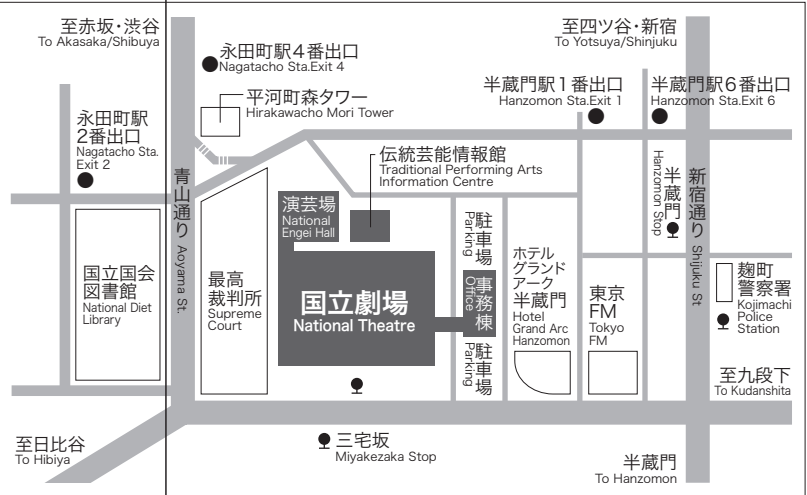 至赤坂・渋谷
To Akasaka/Shibuya
永田町駅4番出口
Nagatacho Sta.Exit 4
至四ツ谷・新宿
To Yotsuya/Shinjuku
平河町森タワー
Hirakawacho Mori Tower
半蔵門駅1番出口
Hanzomon Sta.Exit 1
半蔵門駅6番出口
Hanzomon Sta.Exit 6
永田町駅
2番出口
Nagatacho Sta.
Exit 2
伝統芸能情報館
Traditional Performing Arts
Information Centre
青山通り Aoyama St.
演芸場
National
Engei Hall
駐車場
Parking
半蔵門
Hanzomon Stop
新宿通り Shijuku St
国立国会
図書館
National Diet
Library
最高
裁判所
Supreme
Court
国立劇場
National Theatre
事務棟
Office
駐車場
Parking
ホテル
グランド
アーク
半蔵門
Hotel
Grand Arc
Hanzomon
東京
FM
Tokyo
FM
麹町
警察署
Kojimachi
Police
Station
至九段下
To Kudanshita
至日比谷
To Hibiya
三宅坂
Miyakezaka Stop
半蔵門
To Hanzomon